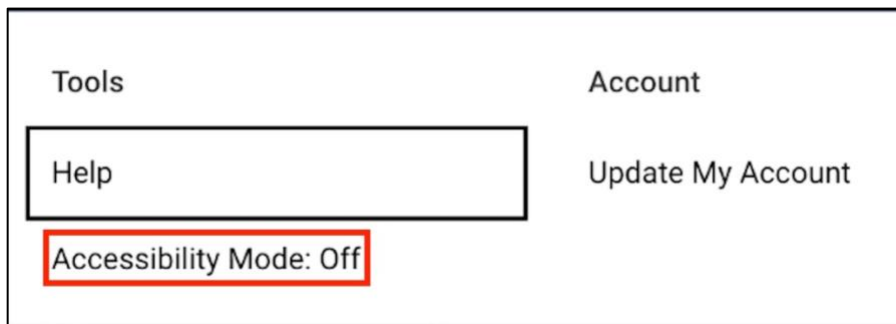 Tools
Help
Accessibility Mode: Off
Account
Update My Account